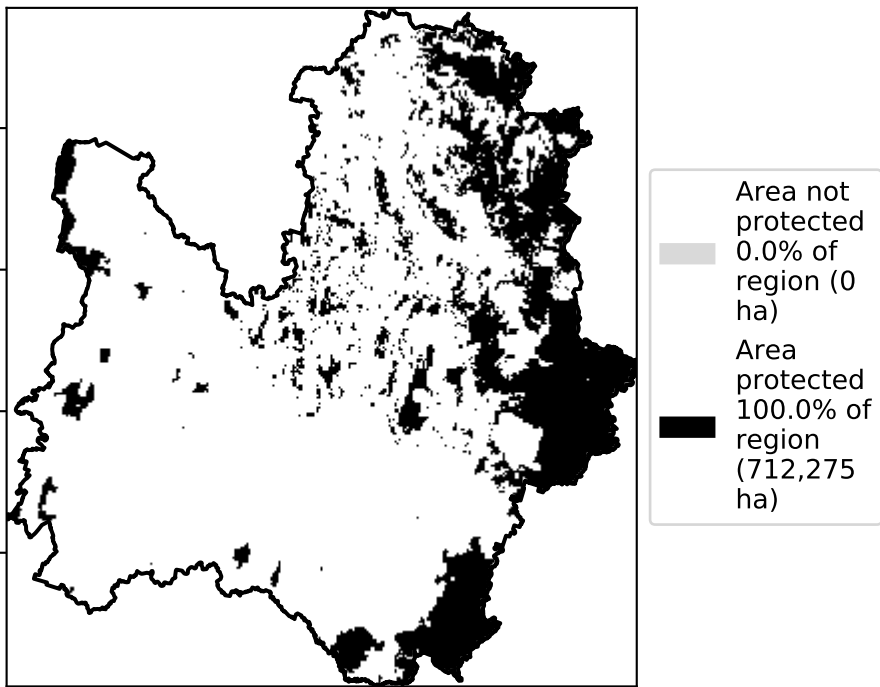 Area not
protected
0.0% of
region (0
ha)
Area
protected
100.0% of
region
(712,275
ha)